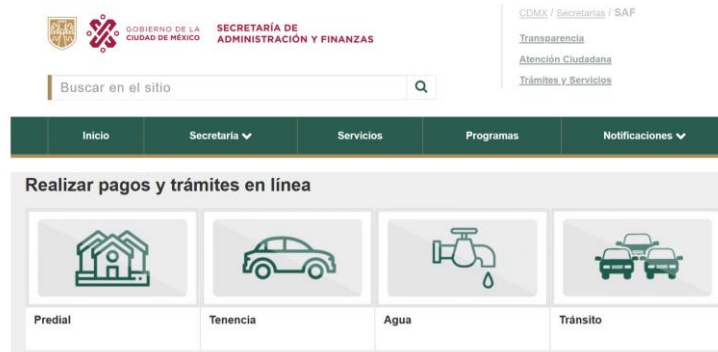 GOBIERNO DE LA
CIUDAD DE MÉXICO
SECRETARÍA DE
ADMINISTRACIÓN Y FINANZAS
CDMX / Secretarías / SAF
Transparencia
Atención Ciudadana
Trámites y Servicios
Buscar en el sitio
Inicio Secretaría Servicios Programas Notificaciones
Realizar pagos y trámites en línea
Predial Tenencia Agua Tránsito